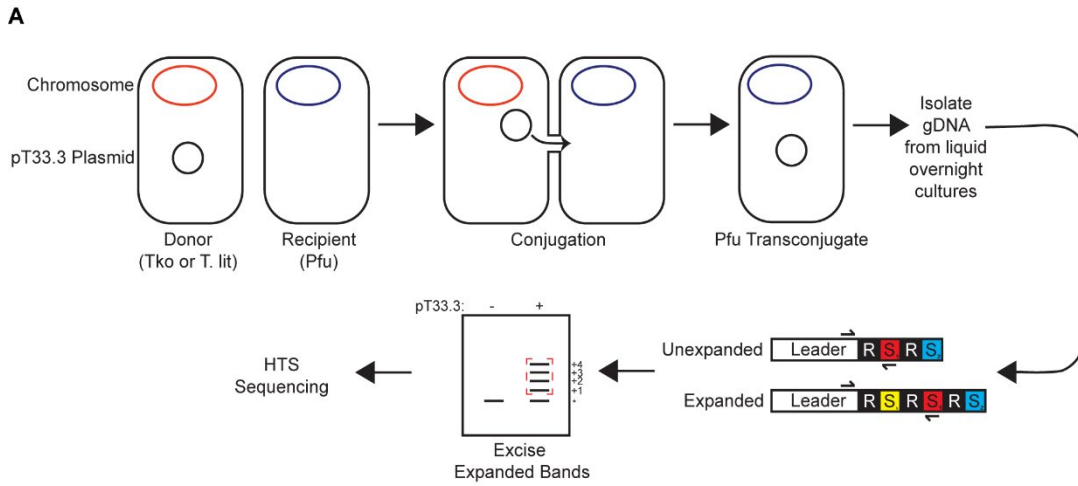 A
Chromosome
pT33.3 Plasmid
Donor
(Tko or T. lit)
Recipient
(Pfu)
Conjugation
Pfu Transconjugate
Isolate
gDNA
from liquid
overnight
cultures
HTS
Sequencing
pT33.3: - +
+4
+3
+2
+1
Excise
Expanded Bands
Unexpanded
Leader R S R S
Expanded
Leader R S R S R S